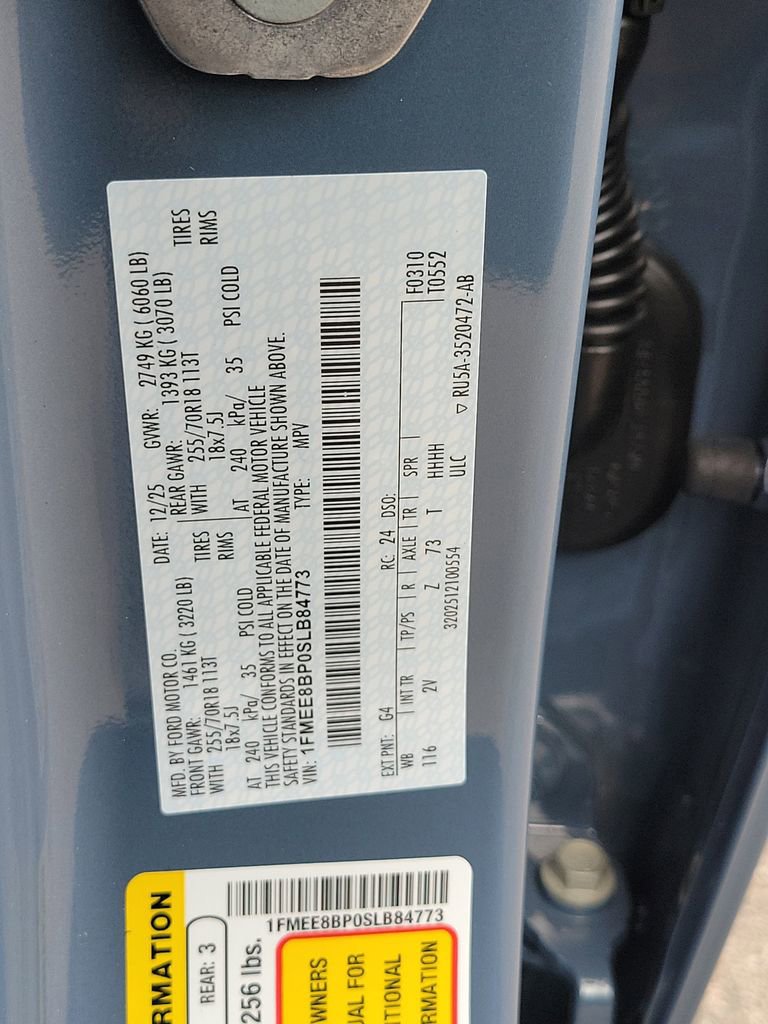 MFD. BY FORD MOTOR CO.
DATE: 12/25 GVWR: 2749 KG ( 6060 LB)
FRONT GAWR: 1461 KG ( 3220 LB)
REAR GAWR: 1393 KG ( 3070 LB)
WITH 255/70R18 113T TIRES
WITH 255/70R18 113T TIRES
18x7.5J RIMS
18x7.5J RIMS
AT 240 kPa/ 35 PSI COLD
AT 240 kPa/ 35 PSI COLD
THIS VEHICLE CONFORMS TO ALL APPLICABLE FEDERAL MOTOR VEHICLE
SAFETY STANDARDS IN EFFECT ON THE DATE OF MANUFACTURE SHOWN ABOVE.
VIN: 1FMEE8BP0SLB84773 TYPE: MPV
F0310
T0552
EXT PNT: G4 RC: 24 DSO:
WB INT TR TP/PS R AXLE TR SPR
116 2V Z 73 T HHHH
ULC
3202512100554
▽ RU5A-3520472-AB
RMATION
REAR: 3
256 lbs.
1FMEE8BP0SLB84773
WNERS
UAL FOR
ITIONAL
RMATION